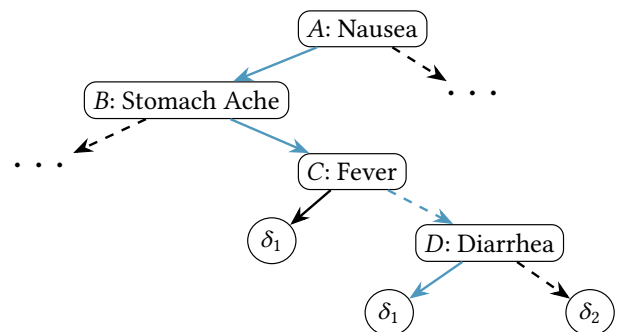 A: Nausea
. . .
B: Stomach Ache
. . .
C: Fever
δ₁
D: Diarrhea
δ₁
δ₂